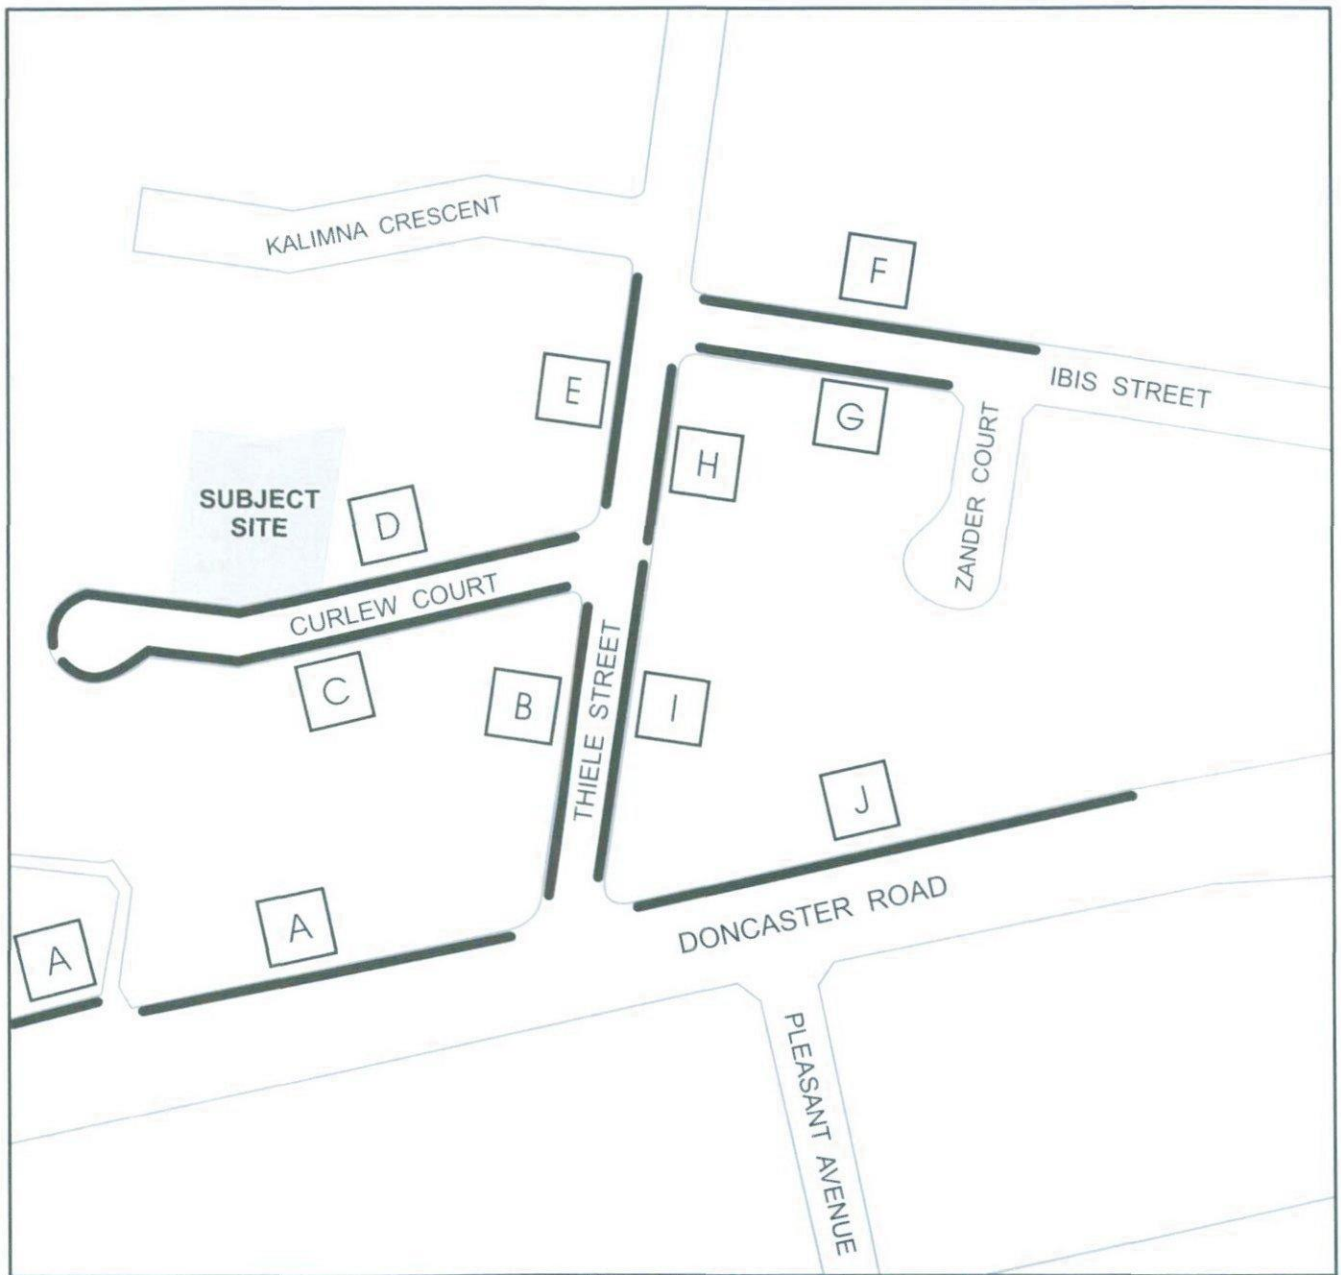 KALIMNA CRESCENT
F
E
IBIS STREET
G
H
ZANDER COURT
SUBJECT
SITE
D
CURLEW COURT
C
B
THIELE STREET
I
J
A
DONCASTER ROAD
A
PLEASANT AVENUE